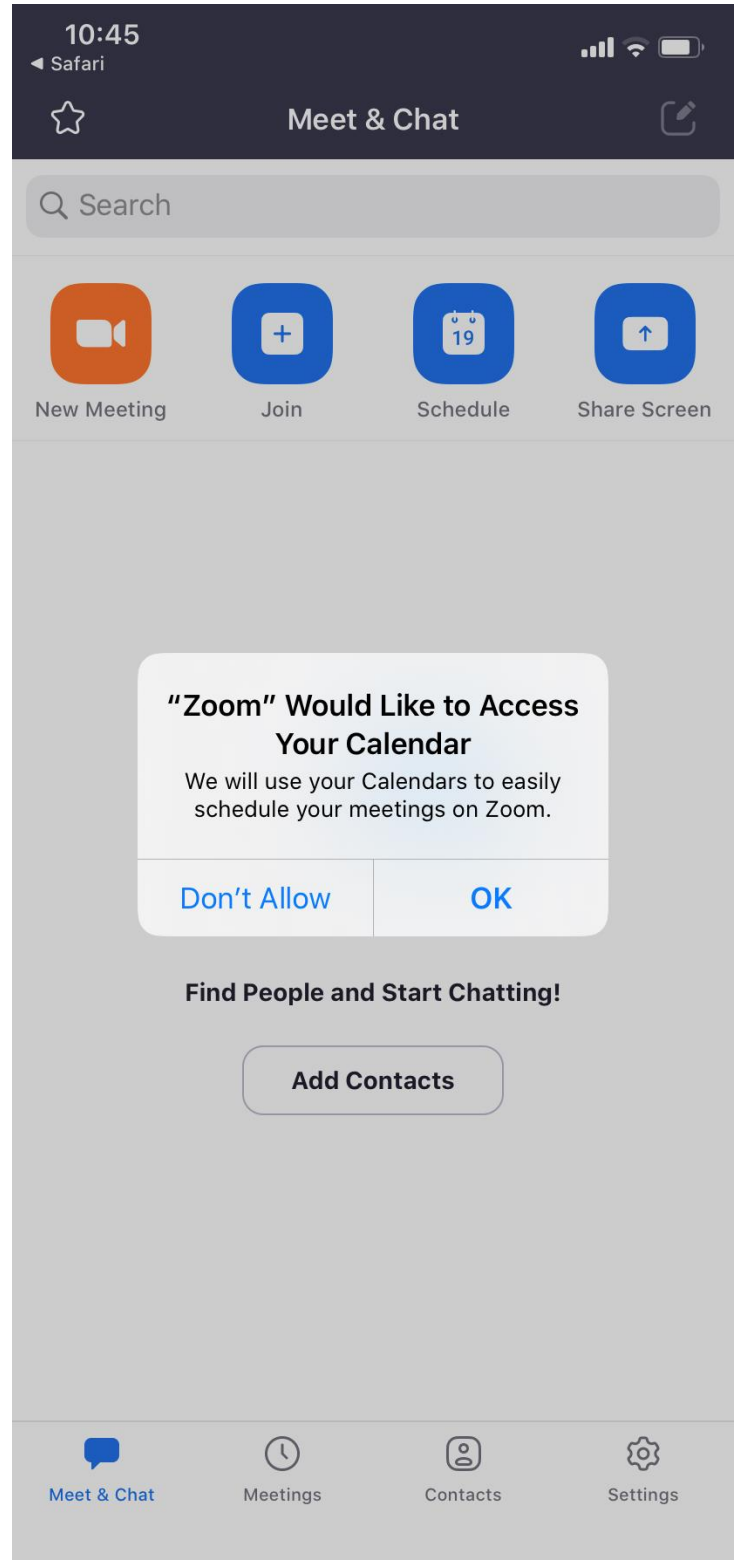 10:45
◀ Safari
Meet & Chat
Search
19
New Meeting Join Schedule Share Screen
“Zoom” Would Like to Access
Your Calendar
We will use your Calendars to easily
schedule your meetings on Zoom.
Don’t Allow OK
Find People and Start Chatting!
Add Contacts
Meet & Chat Meetings Contacts Settings